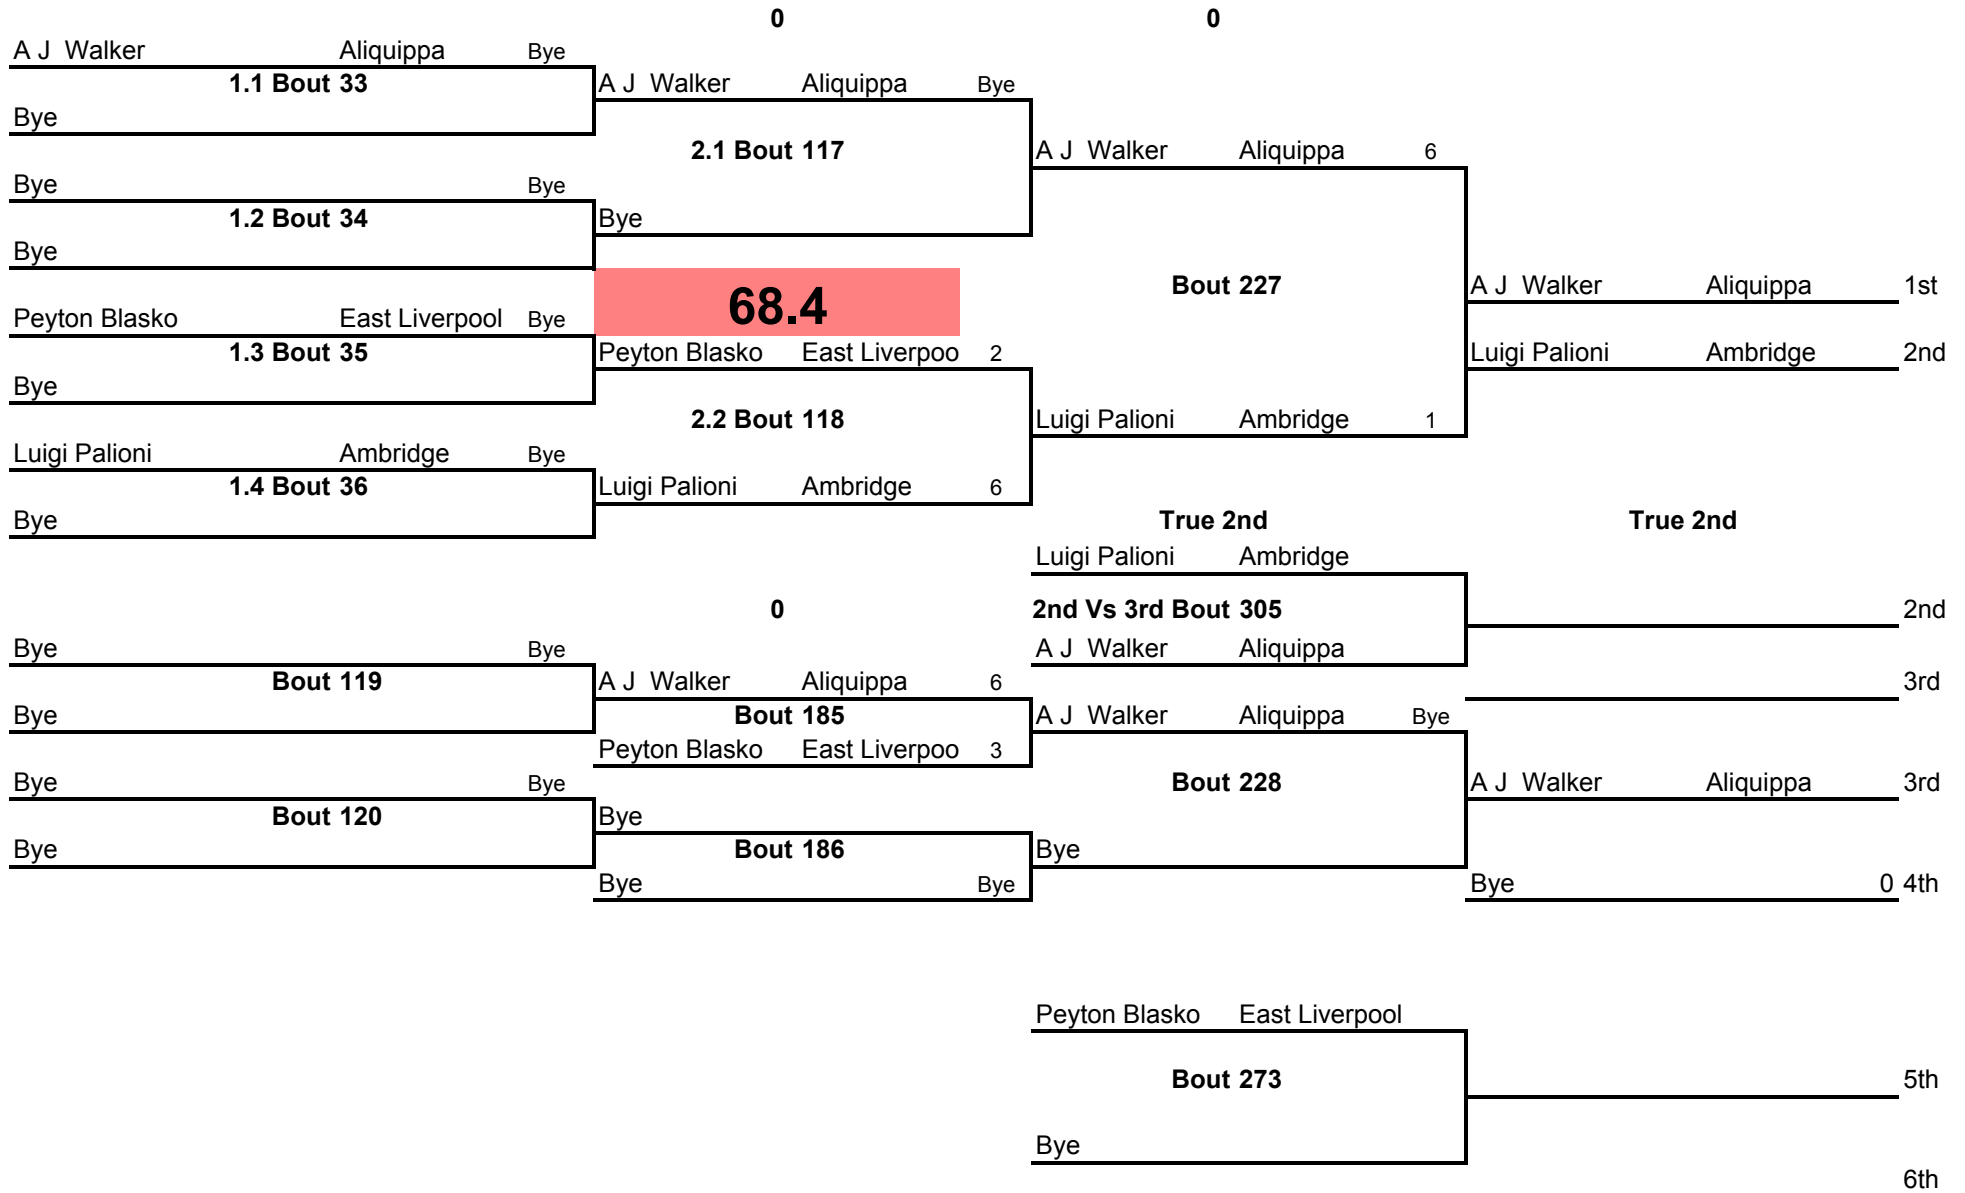 0 0
A J Walker Aliquippa Bye
1.1 Bout 33 A J Walker Aliquippa Bye
Bye
2.1 Bout 117 A J Walker Aliquippa 6
Bye Bye
1.2 Bout 34 Bye
Bye
Bout 227 A J Walker Aliquippa 1st
68.4
Peyton Blasko East Liverpool Bye
1.3 Bout 35 Peyton Blasko East Liverpoo 2 Luigi Palioni Ambridge 2nd
Bye
2.2 Bout 118 Luigi Palioni Ambridge 1
Luigi Palioni Ambridge Bye
1.4 Bout 36 Luigi Palioni Ambridge 6
Bye True 2nd True 2nd
Luigi Palioni Ambridge
0 2nd Vs 3rd Bout 305 2nd
Bye Bye A J Walker Aliquippa
Bout 119 A J Walker Aliquippa 6 3rd
Bye Bout 185 A J Walker Aliquippa Bye
Peyton Blasko East Liverpoo 3
Bye Bye Bout 228 A J Walker Aliquippa 3rd
Bout 120 Bye
Bye Bout 186 Bye
Bye Bye Bye 0 4th
Peyton Blasko East Liverpool
Bout 273 5th
Bye
6th